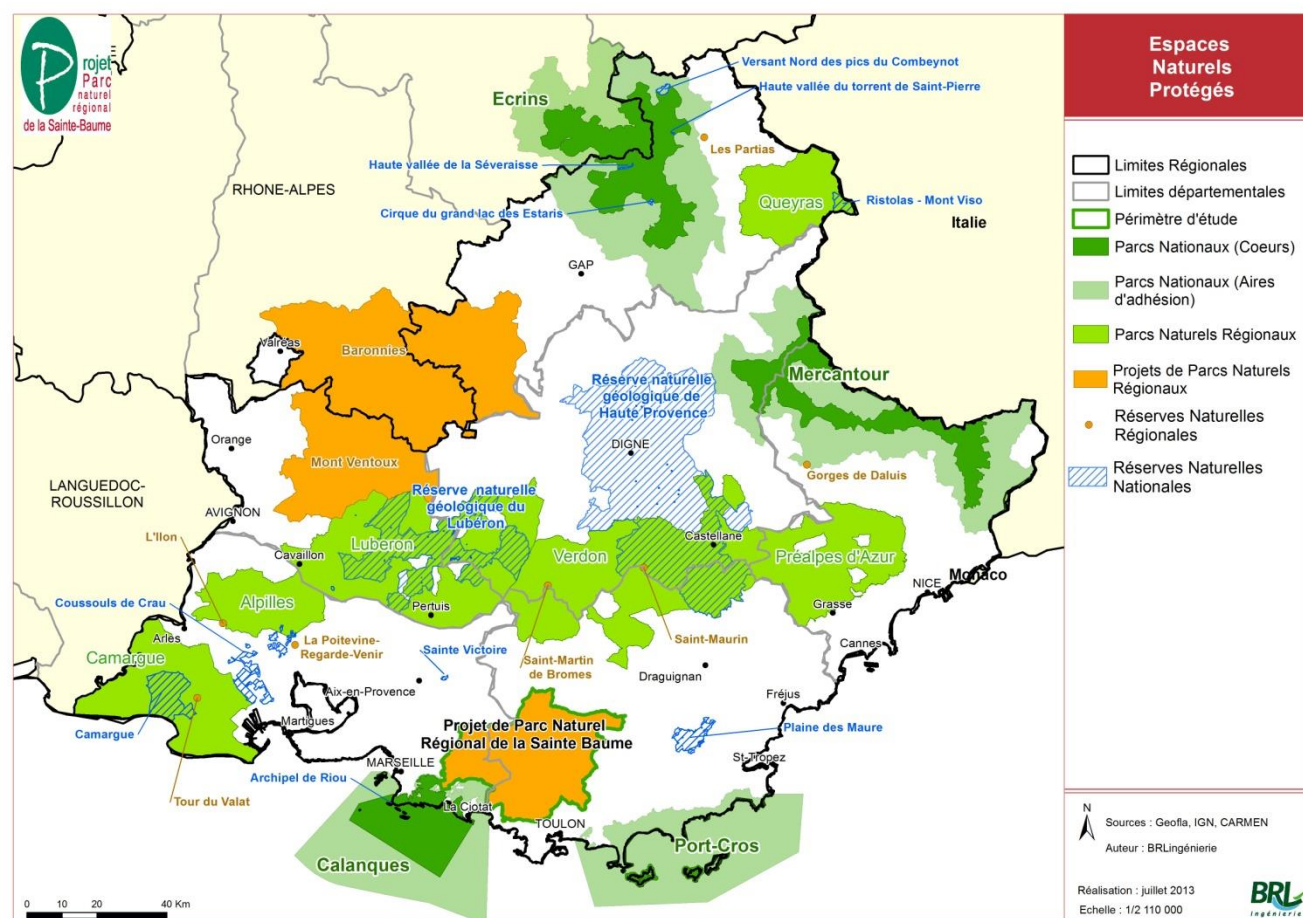 Projet
Parc
naturel
régional
de la Sainte-Baume
Espaces
Naturels
Protégés
Limites Régionales
Limites départementales
Périmètre d'étude
Parcs Nationaux (Coeurs)
Parcs Nationaux (Aires
d'adhésion)
Parcs Naturels Régionaux
Projets de Parcs Naturels
Régionaux
Réserves Naturelles
Régionales
Réserves Naturelles
Nationales
Versant Nord des pics du Combeynot
Ecrins
Haute vallée du torrent de Saint-Pierre
Les Partias
Haute vallée de la Séveraisse
RHONE-ALPES
Queyras
Ristolas - Mont Viso
Cirque du grand lac des Estaris
Italie
GAP
Valréas
Baronnies
Mercantour
Réserve naturelle
géologique de
Haute Provence
Orange
DIGNE
Mont Ventoux
Gorges de Daluis
LANGUEDOC-
ROUSSILLON
Réserve naturelle
géologique du
Lubéron
AVIGNON
L'Ilon
Cavaillon
Luberon
Verdon
Castellane
Préalpes d'Azur
Monaco
NICE
Coussouls de Crau
Alpilles
Pertuis
Grasse
Arles
La Poitevine-
Regarde-Venir
Sainte Victoire
Saint-Maurin
Cannes
Camargue
Saint-Martin
de Bromes
Draguignan
Aix-en-Provence
Fréjus
Martigues
Projet de Parc Naturel
Régional de la Sainte Baume
Plaine des Maure
Camargue
MARSEILLE
St-Tropez
Archipel de Riou
Tour du Valat
La Ciotat
TOULON
Port-Cros
Calanques
0 10 20 40 Km
N
Sources : Geofla, IGN, CARMEN
Auteur : BRLingénierie
Réalisation : juillet 2013
Echelle : 1/2 110 000
BRL
Ingénierie